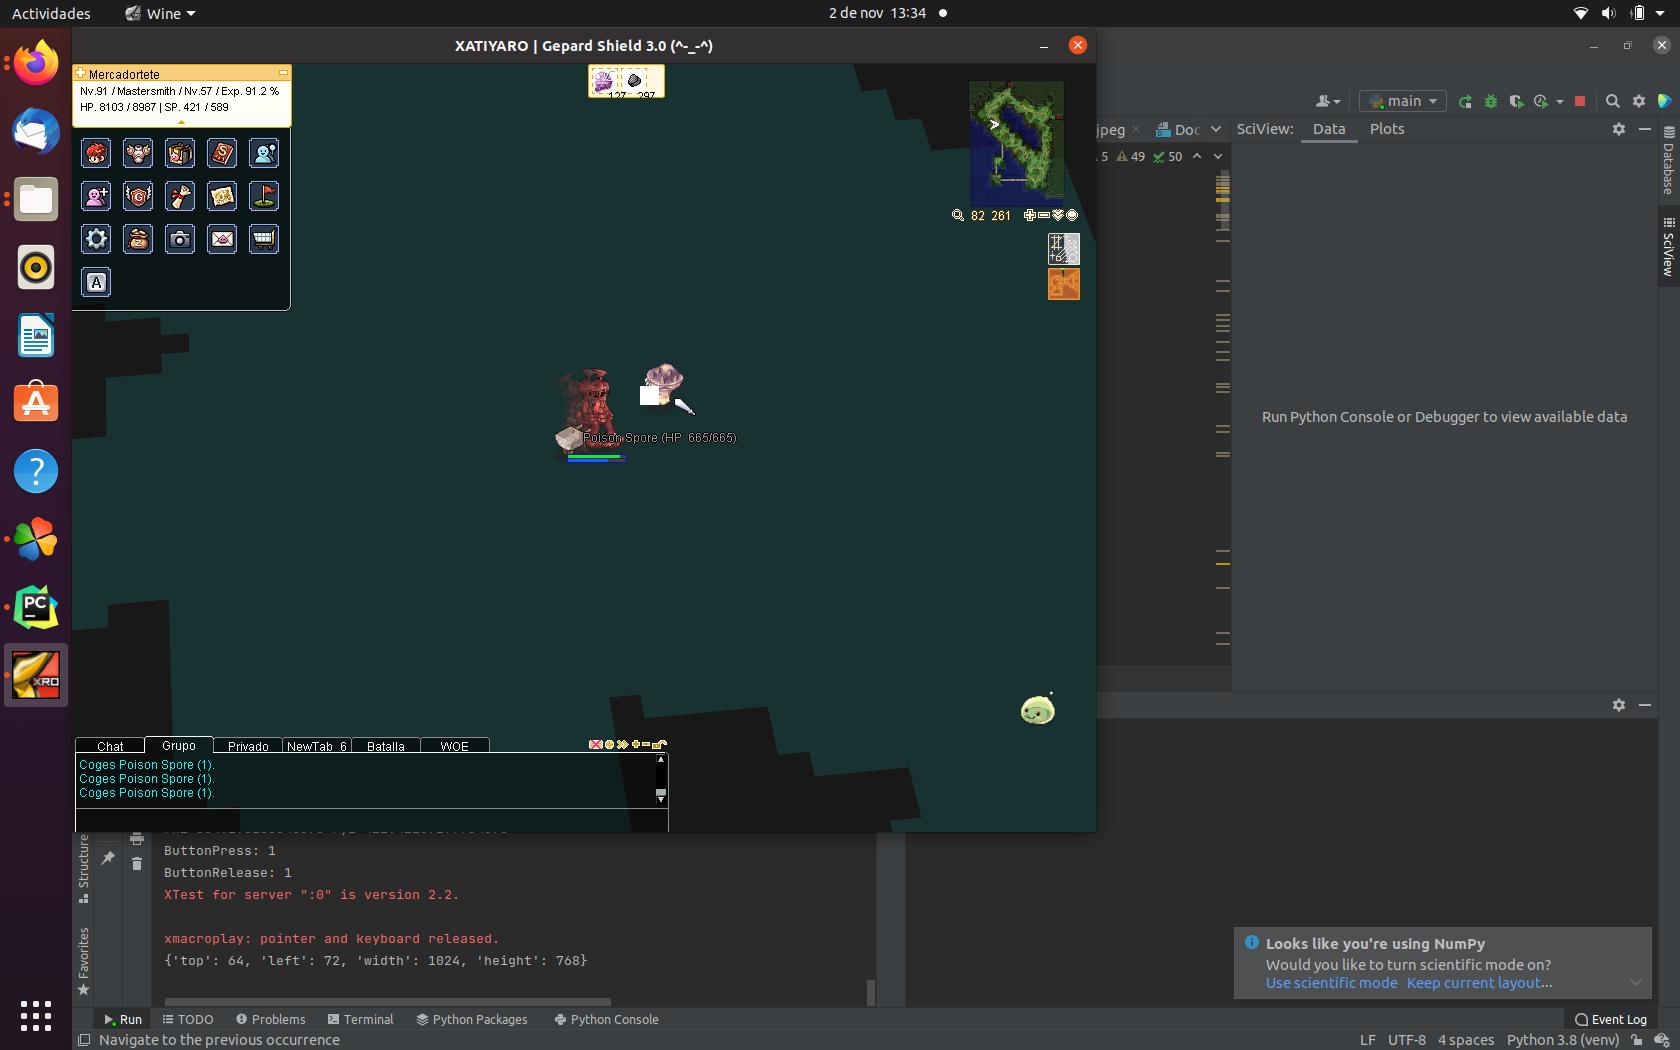 Actividades
Wine
2 de nov 13:34
XATIYARO | Gepard Shield 3.0 (^-_-^)
Mercadortete
Nv.91 / Mastersmith / Nv.57 / Exp. 91.2 %
HP. 8103 / 8987 | SP. 421 / 589
127 297
S
G
Z
A
82 261
Poison Spore (HP: 665/665)
Chat
Grupo
Privado
NewTab_6
Batalla
WOE
Coges Poison Spore (1).
Coges Poison Spore (1).
Coges Poison Spore (1).
main
jpeg
Doc
SciView:
Data
Plots
5
49
50
Database
SciView
Run Python Console or Debugger to view available data
PC
XRO
Structure
Favorites
ButtonPress: 1
ButtonRelease: 1
XTest for server ":0" is version 2.2.
xmacroplay: pointer and keyboard released.
{'top': 64, 'left': 72, 'width': 1024, 'height': 768}
Looks like you're using NumPy
Would you like to turn scientific mode on?
Use scientific mode Keep current layout...
Run
TODO
Problems
Terminal
Python Packages
Python Console
Event Log
Navigate to the previous occurrence
LF
UTF-8
4 spaces
Python 3.8 (venv)